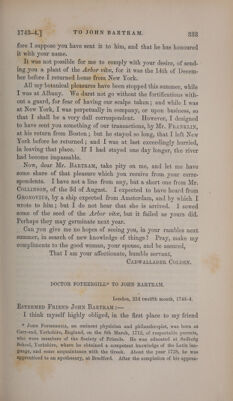 1743–4.] TO JOHN BARTRAM. 333
fore I suppose you have sent it to him, and that he has honoured
it with your name.
It was not possible for me to comply with your desire, of send-
ing you a plant of the Arbor vitæ, for it was the 14th of Decem-
ber before I returned home from New York.
All my botanical pleasures have been stopped this summer, while
I was at Albany. We durst not go without the fortifications with-
out a guard, for fear of having our scalps taken; and while I was
at New York, I was perpetually in company, or upon business, so
that I shall be a very dull correspondent. However, I designed
to have sent you something of our transactions, by Mr. Franklin,
at his return from Boston; but he stayed so long, that I left New
York before he returned; and I was at last exceedingly hurried,
in leaving that place. If I had stayed one day longer, the river
had become impassable.
Now, dear Mr. Bartram, take pity on me, and let me have
some share of that pleasure which you receive from your corre-
spondents. I have not a line from any, but a short one from Mr.
Collinson, of the 3d of August. I expected to have heard from
Gronovius, by a ship expected from Amsterdam, and by which I
wrote to him; but I do not hear that she is arrived. I sowed
some of the seed of the Arbor vitæ, but it failed as yours did.
Perhaps they may germinate next year.
Can you give me no hopes of seeing you, in your rambles next
summer, in search of new knowledge of things? Pray, make my
compliments to the good woman, your spouse, and be assured,
That I am your affectionate, humble servant,
Cadwallader Colden.
DOCTOR FOTHERGILL* TO JOHN BARTRAM.
London, 22d twelfth month, 1743–4.
Esteemed Friend John Bartram:—
I think myself highly obliged, in the first place to my friend
* John Fothergill, an eminent physician and philanthropist, was born at
Carr-end, Yorkshire, England, on the 8th March, 1712, of respectable parents,
who were members of the Society of Friends. He was educated at Sedberg
School, Yorkshire, where he obtained a competent knowledge of the Latin lan-
guage, and some acquaintance with the Greek. About the year 1728, he was
apprenticed to an apothecary, at Bradford. After the completion of his appren-